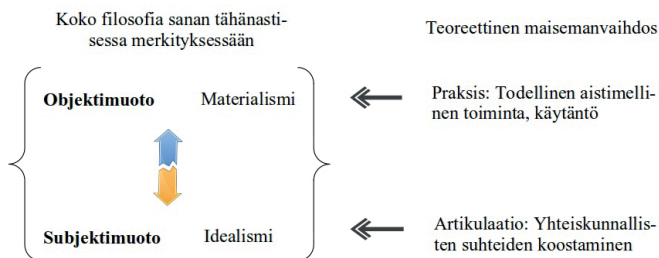 Koko filosofia sanan tähänasti-
sessa merkityksessään
Teoreettinen maisemanvaihdos
Objektimuoto Materialismi
Praksis: Todellinen aistimelli-
nen toiminta, käytäntö
Subjektimuoto Idealismi
Artikulaatio: Yhteiskunnallis-
ten suhteiden koostaminen